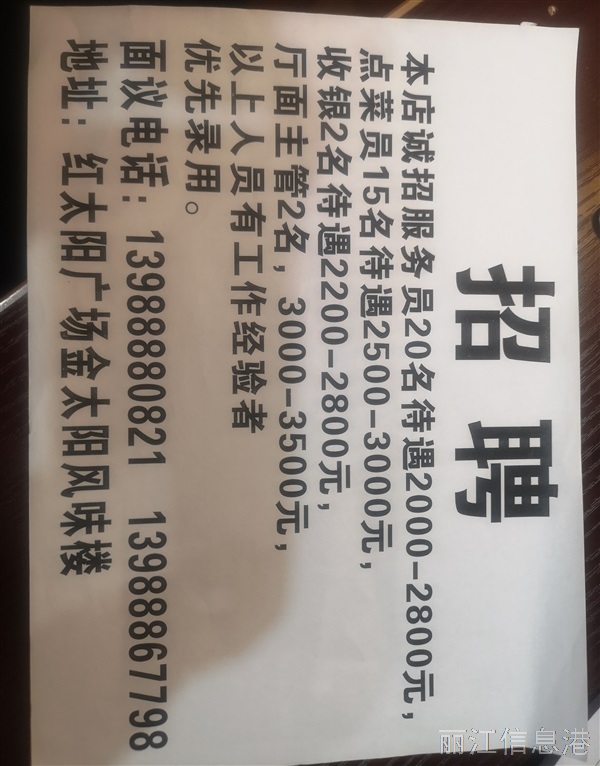 招聘
本店诚招服务员20名待遇2000-2800元，
点菜员15名待遇2500-3000元，
收银2名待遇2200-2800元，
厅面主管2名，3000-3500元，
以上人员有工作经验者
优先录用。
面议电话：13988880821 13988867798
地址：红太阳广场金太阳风味楼
丽江信息港